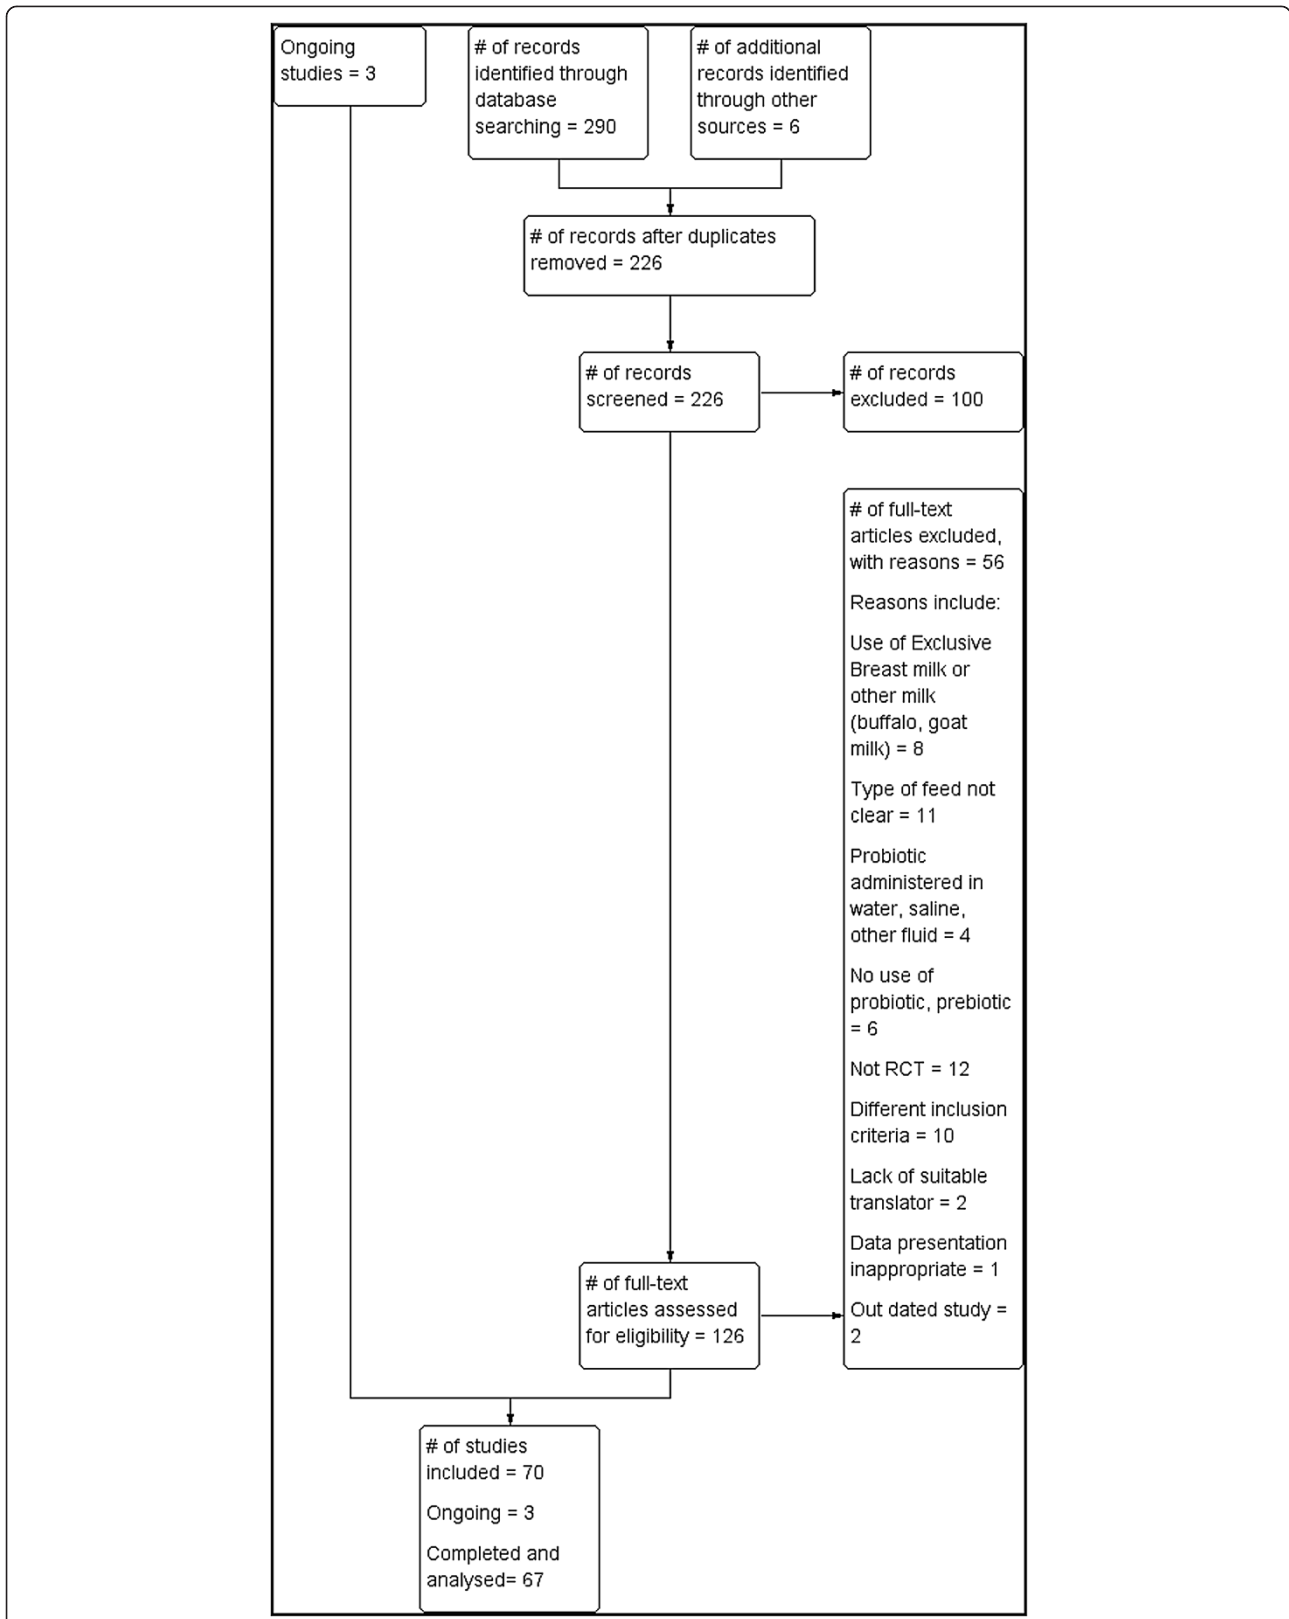 Ongoing
studies = 3
# of records
identified through
database
searching = 290
# of additional
records identified
through other
sources = 6
# of records after duplicates
removed = 226
# of records
screened = 226
# of records
excluded = 100
# of full-text
articles excluded,
with reasons = 56
Reasons include:
Use of Exclusive
Breast milk or
other milk
(buffalo, goat
milk) = 8
Type of feed not
clear = 11
Probiotic
administered in
water, saline,
other fluid = 4
No use of
probiotic, prebiotic
= 6
Not RCT = 12
Different inclusion
criteria = 10
Lack of suitable
translator = 2
Data presentation
inappropriate = 1
Out dated study =
2
# of full-text
articles assessed
for eligibility = 126
# of studies
included = 70
Ongoing = 3
Completed and
analysed= 67